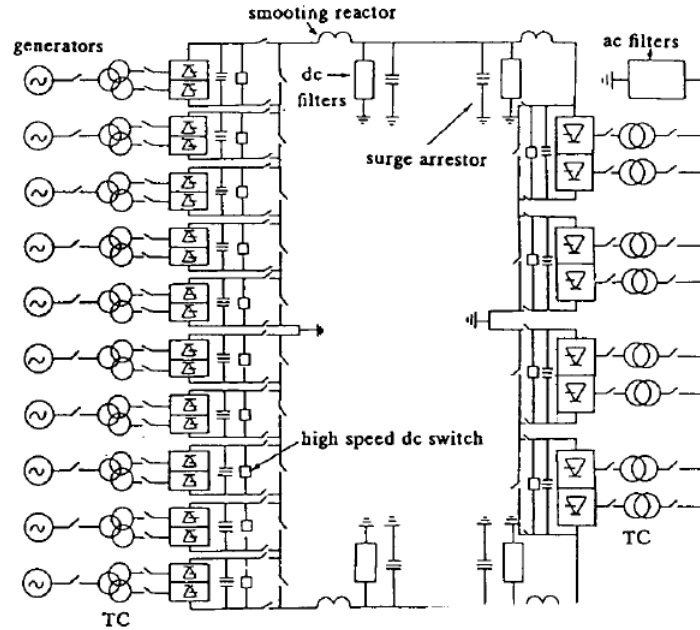 smooting reactor
generators
ac filters
dc
filters
surge arrestor
high speed dc switch
TC
TC